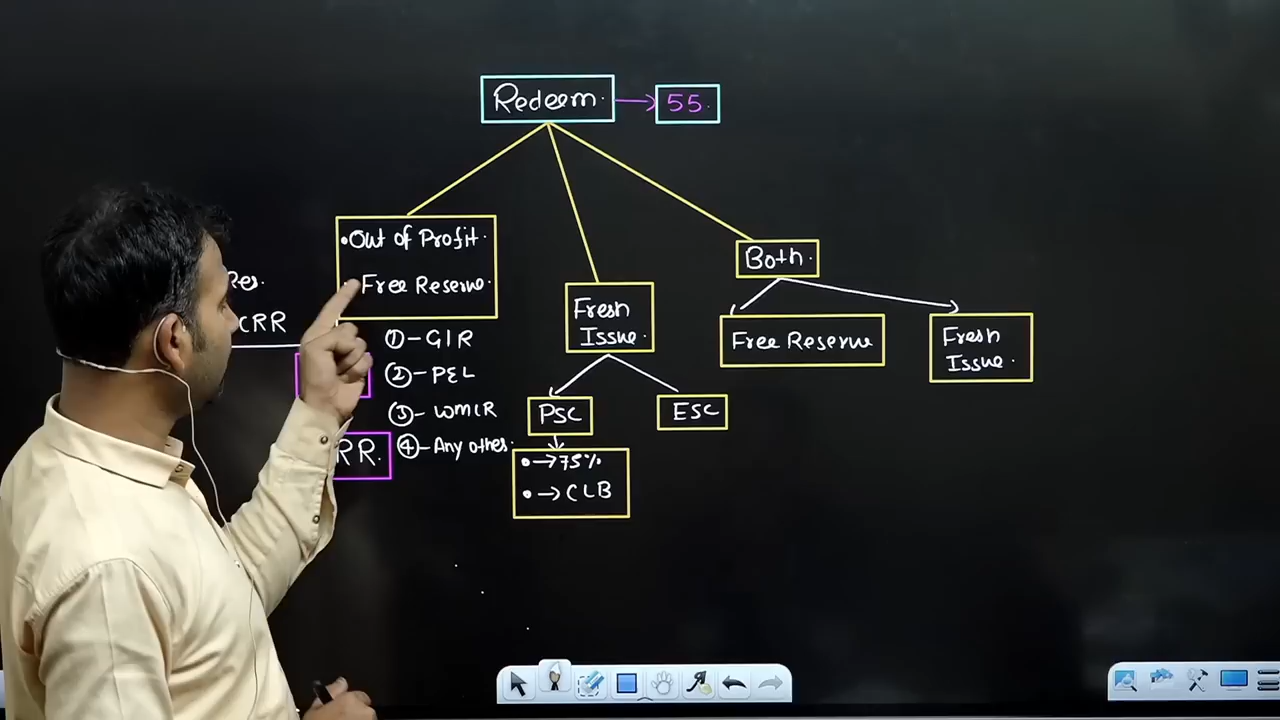 Redeem.
55.
• Out of Profit.
• Free Reserve.
Both.
Fresh
Issue.
Free Reserve
Fresh
Issue.
Res.
CRR
① - GIR
② - P&L
③ - WMCR
④ - Any other.
RR.
PSC
ESC
• → 75%
• → CLB